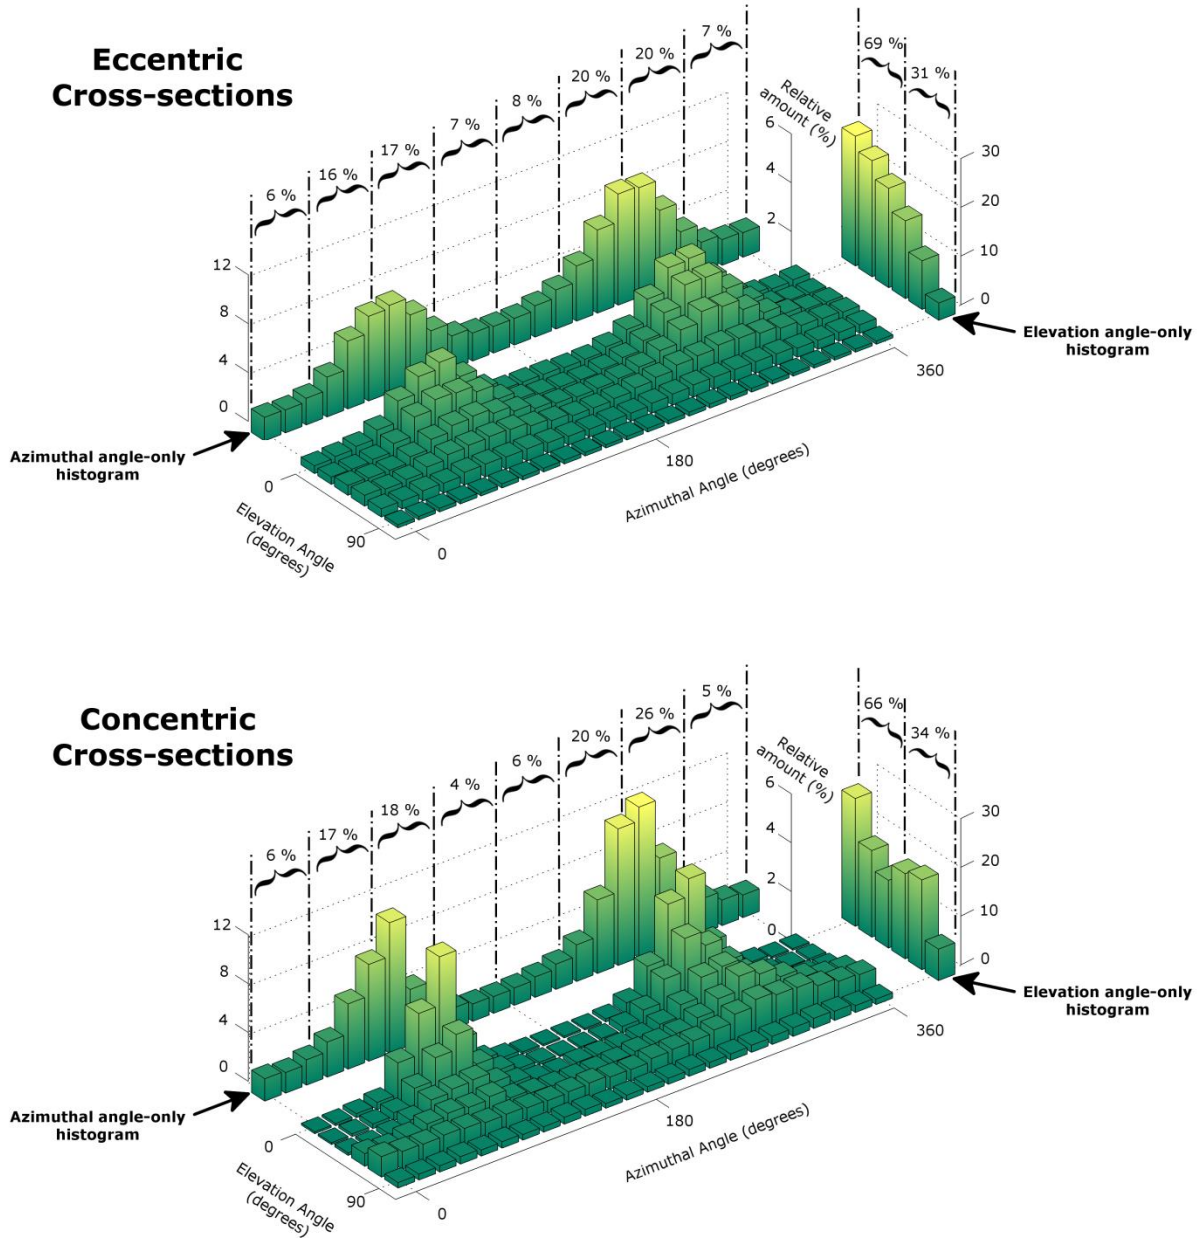 Eccentric
Cross-sections
6 %
16 %
17 %
7 %
8 %
20 %
20 %
7 %
69 %
31 %
Relative
amount (%)
6
4
2
30
20
10
0
12
8
4
0
Elevation angle-only
histogram
360
Azimuthal angle-only
histogram
0
180
Azimuthal Angle (degrees)
Elevation Angle
(degrees)
90
0
Concentric
Cross-sections
6 %
17 %
18 %
4 %
6 %
20 %
26 %
5 %
66 %
34 %
Relative
amount (%)
6
4
2
0
30
20
10
0
12
8
4
0
Elevation angle-only
histogram
360
Azimuthal angle-only
histogram
0
180
Azimuthal Angle (degrees)
Elevation Angle
(degrees)
90
0